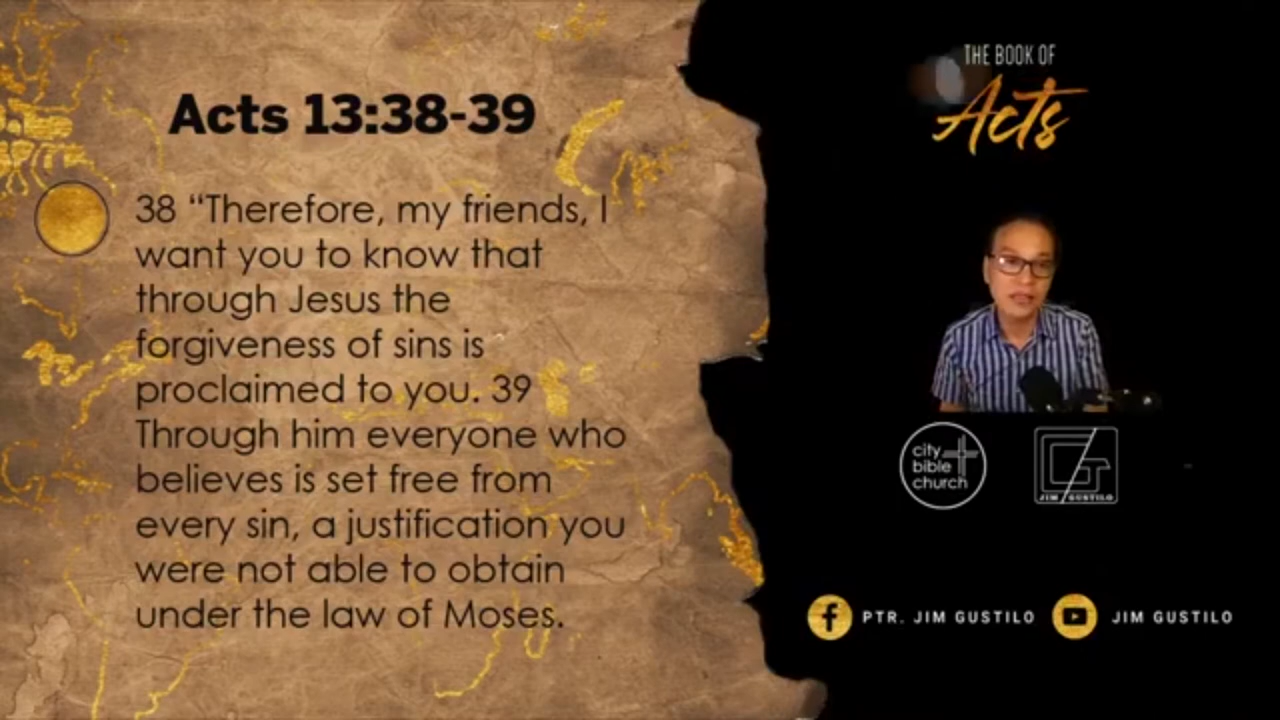 Acts 13:38-39
38 “Therefore, my friends, I
want you to know that
through Jesus the
forgiveness of sins is
proclaimed to you. 39
Through him everyone who
believes is set free from
every sin, a justification you
were not able to obtain
under the law of Moses.
THE BOOK OF
Acts
city
bible
church
JIM GUSTILO
PTR. JIM GUSTILO
JIM GUSTILO